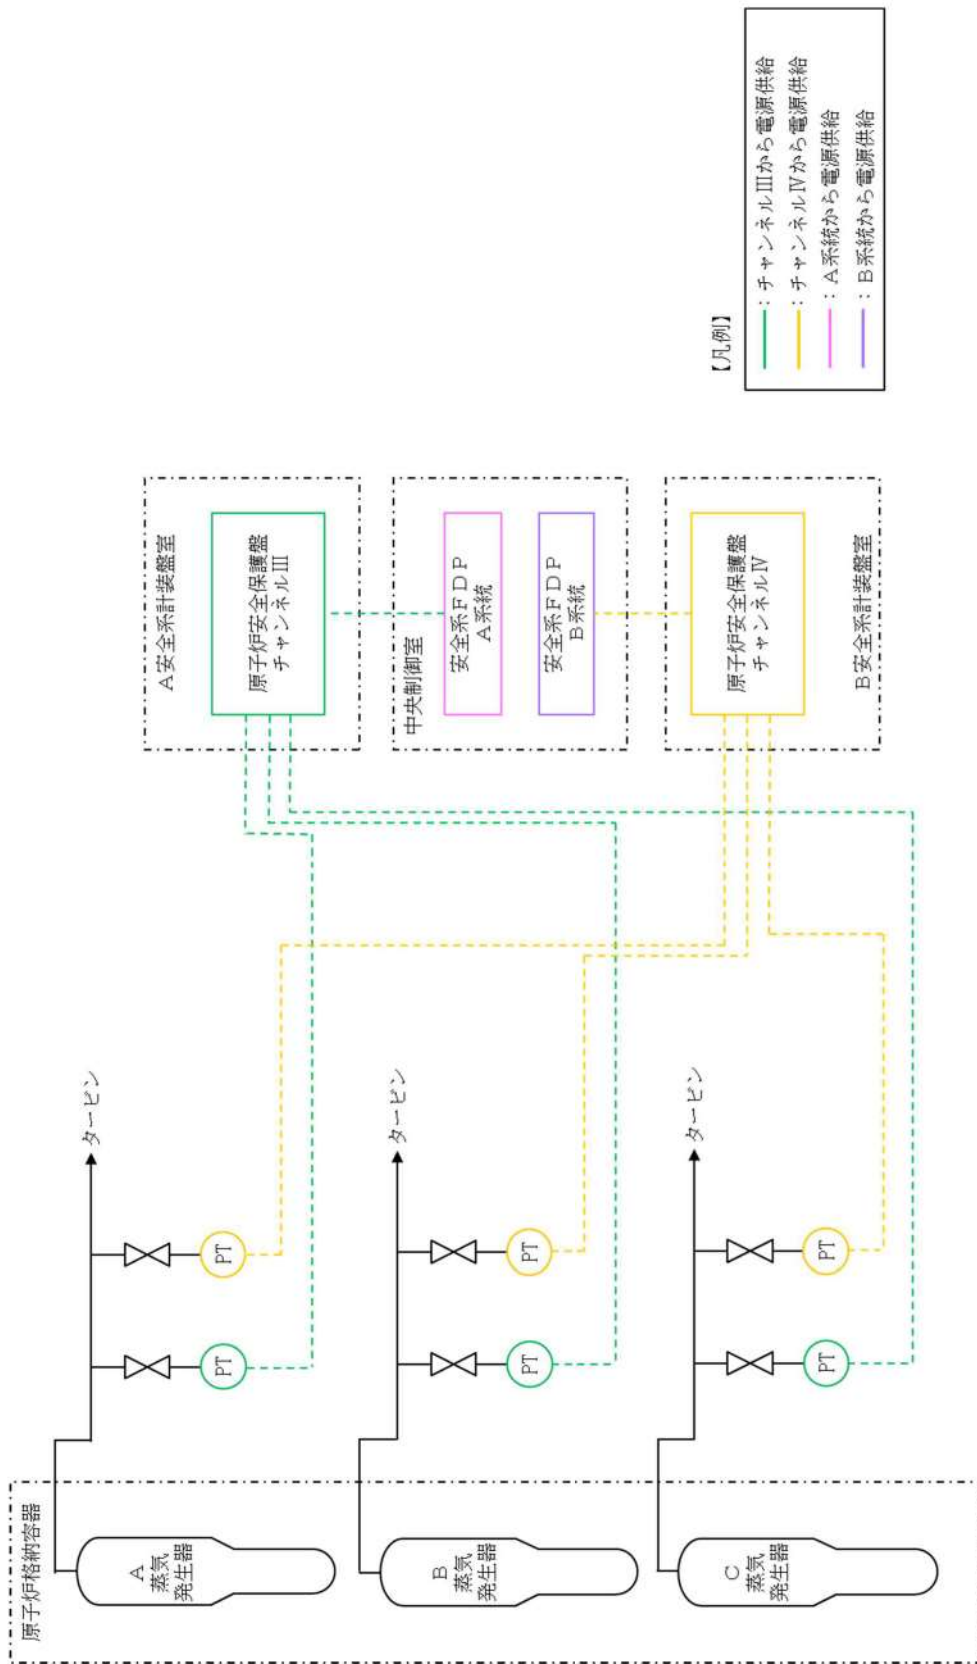 原子炉格納容器
A
蒸気
発生器
B
蒸気
発生器
C
蒸気
発生器
PT
PT
タービン
PT
PT
タービン
PT
PT
タービン
A安全系計装盤室
原子炉安全保護盤
チャンネルⅢ
中央制御室
安全系FDP
A系統
安全系FDP
B系統
原子炉安全保護盤
チャンネルⅣ
B安全系計装盤室
【凡例】
:チャンネルⅢから電源供給
:チャンネルⅣから電源供給
:A系統から電源供給
:B系統から電源供給